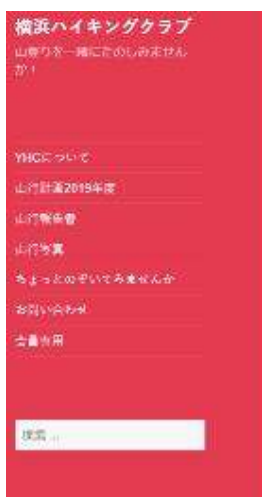 横浜ハイキングクラブ
山登りを一緒にたのしみません
か！
YHCについて
山行計画2019年度
山行報告書
山行写真
ちょっとのぞいてみませんか
お問い合わせ
会員専用
検索 ...